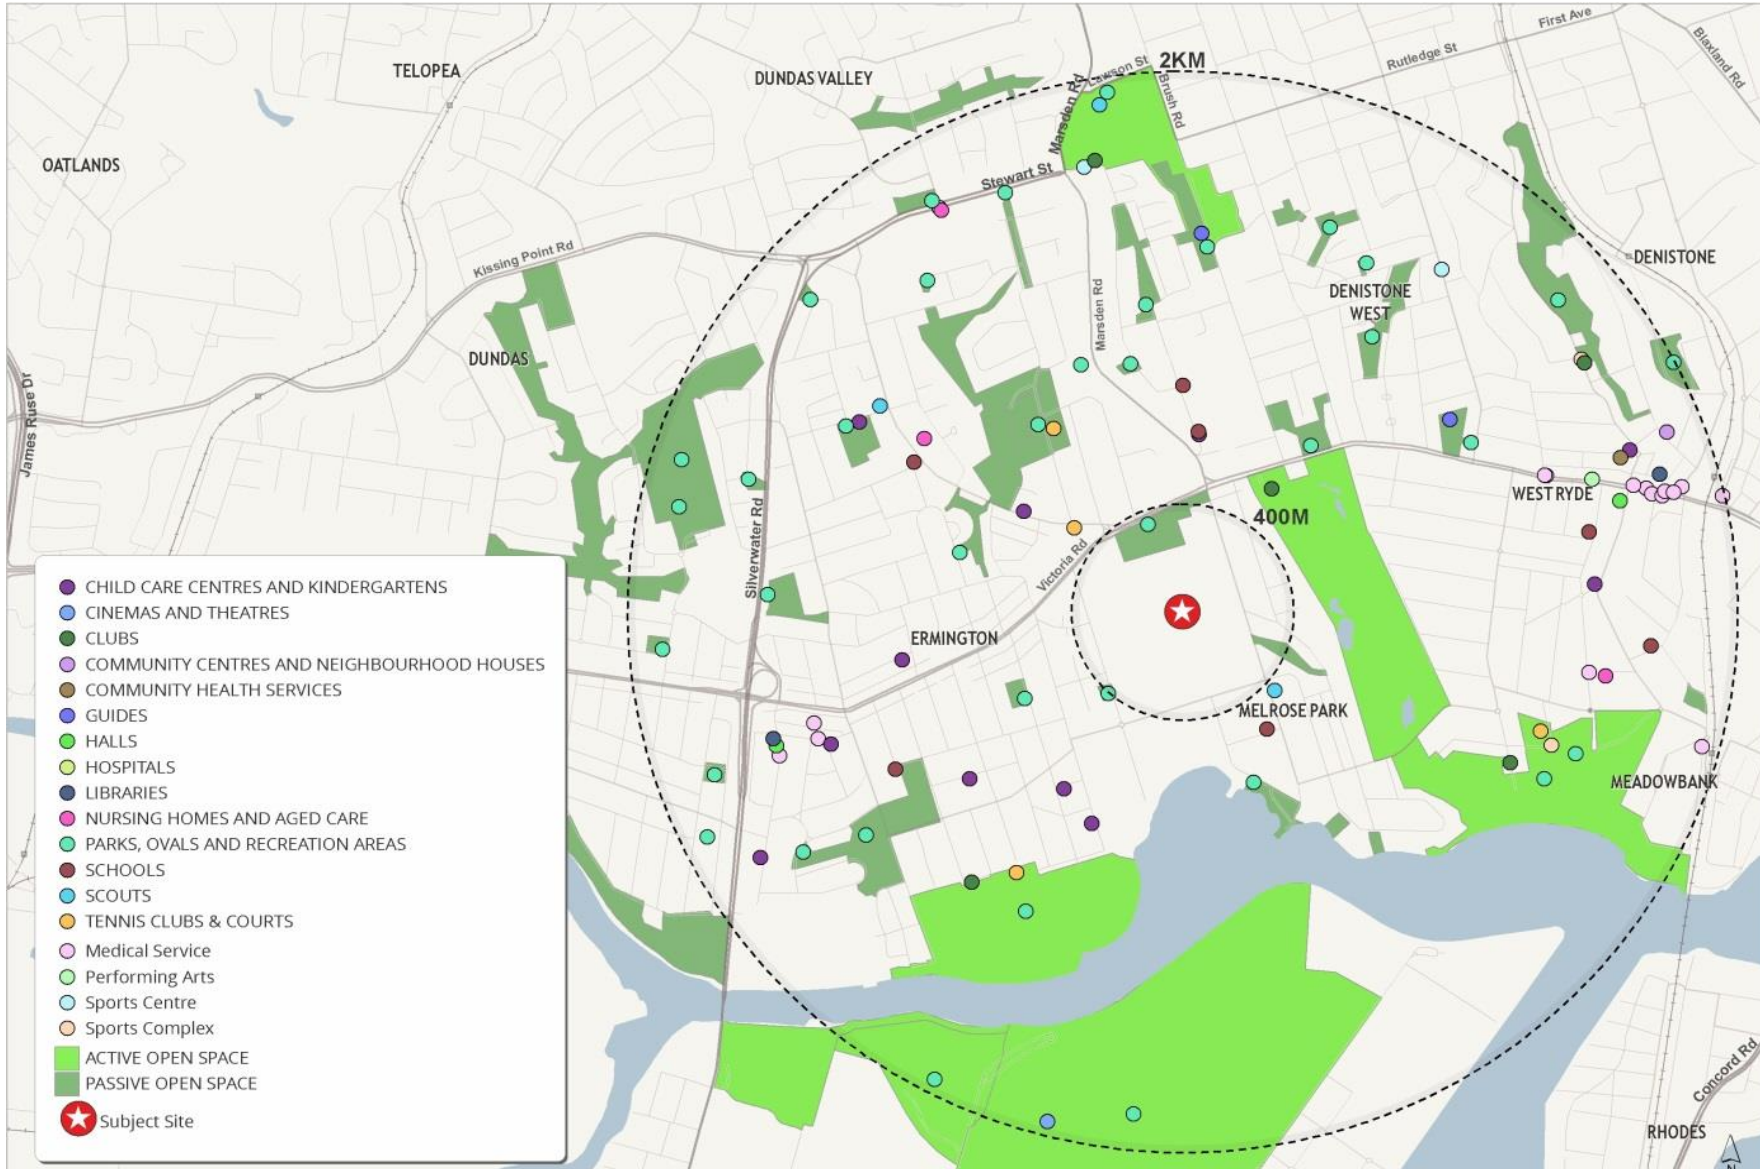 First Ave
Blaxland Rd
Rutledge St
2KM
Lawson St
TELOPEA
DUNDAS VALLEY
Marsden Rd
Brush Rd
OATLANDS
Stewart St
Kissing Point Rd
DENISTONE
DENISTONE
WEST
Marsden Rd
DUNDAS
James Ruse Dr
WEST RYDE
400M
Silverwater Rd
Victoria Rd
ERMINGTON
MELROSE PARK
MEADOWBANK
CHILD CARE CENTRES AND KINDERGARTENS
CINEMAS AND THEATRES
CLUBS
COMMUNITY CENTRES AND NEIGHBOURHOOD HOUSES
COMMUNITY HEALTH SERVICES
GUIDES
HALLS
HOSPITALS
LIBRARIES
NURSING HOMES AND AGED CARE
PARKS, OVALS AND RECREATION AREAS
SCHOOLS
SCOUTS
TENNIS CLUBS & COURTS
Medical Service
Performing Arts
Sports Centre
Sports Complex
ACTIVE OPEN SPACE
PASSIVE OPEN SPACE
Subject Site
Concord Rd
RHODES
N